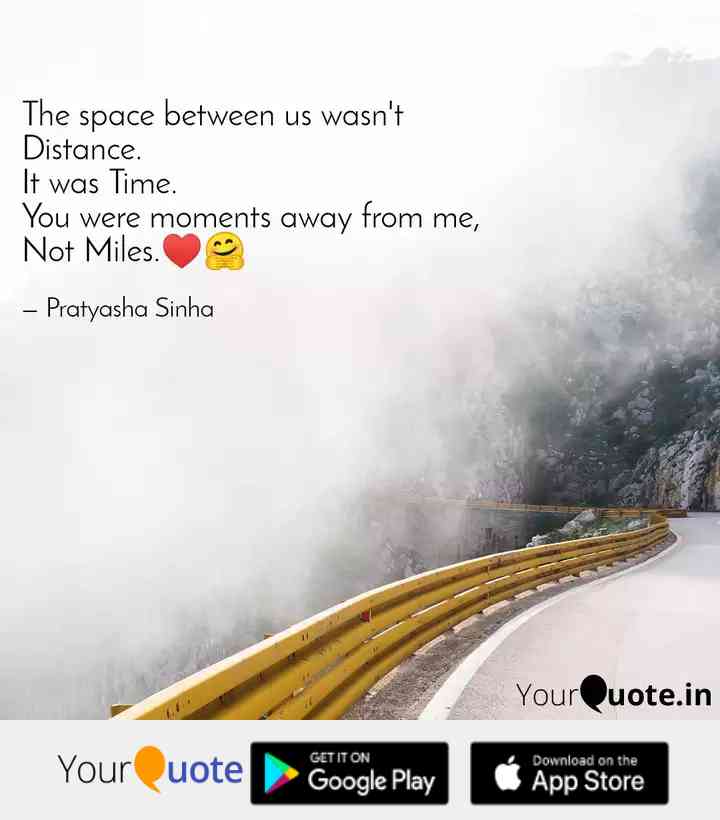 The space between us wasn't
Distance.
It was Time.
You were moments away from me,
Not Miles.♥️🤗
– Pratyasha Sinha
YourQuote.in
YourQuote
GET IT ON
Google Play
Download on the
App Store